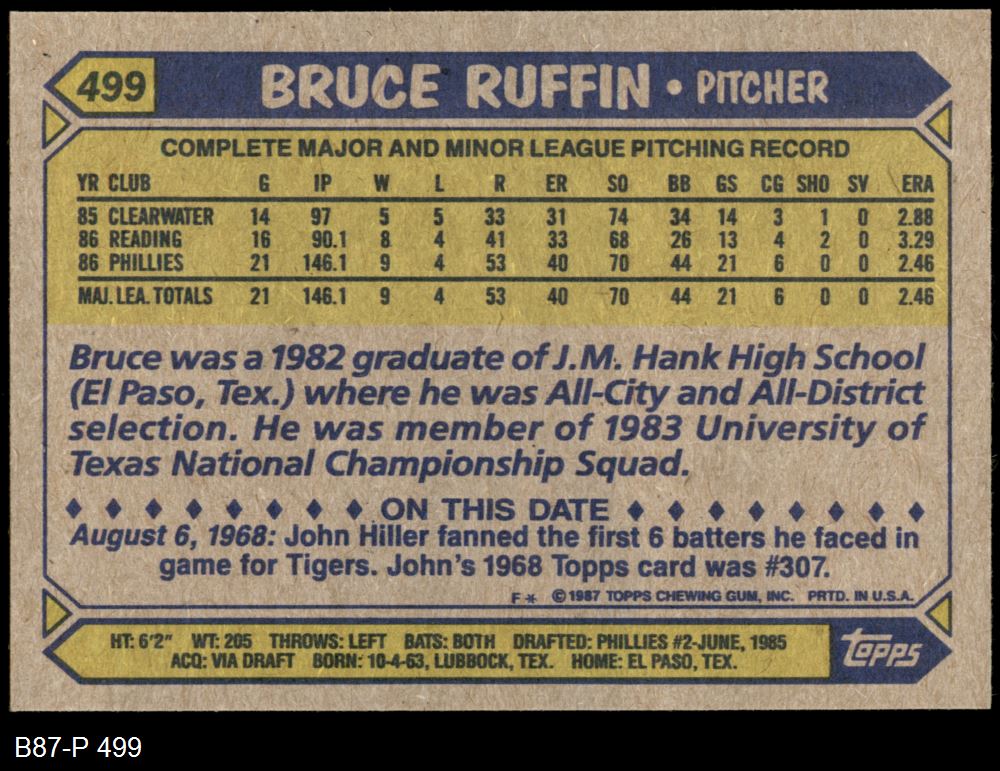 499 BRUCE RUFFIN • PITCHER
COMPLETE MAJOR AND MINOR LEAGUE PITCHING RECORD
YR CLUB G IP W L R ER SO BB GS CG SHO SV ERA
85 CLEARWATER 14 97 5 5 33 31 74 34 14 3 1 0 2.88
86 READING 16 90.1 8 4 41 33 68 26 13 4 2 0 3.29
86 PHILLIES 21 146.1 9 4 53 40 70 44 21 6 0 0 2.46
MAJ. LEA. TOTALS 21 146.1 9 4 53 40 70 44 21 6 0 0 2.46
Bruce was a 1982 graduate of J.M. Hank High School
(El Paso, Tex.) where he was All-City and All-District
selection. He was member of 1983 University of
Texas National Championship Squad.
♦ ♦ ♦ ♦ ♦ ♦ ♦ ♦ ON THIS DATE ♦ ♦ ♦ ♦ ♦ ♦ ♦ ♦
August 6, 1968: John Hiller fanned the first 6 batters he faced in
game for Tigers. John's 1968 Topps card was #307.
F* © 1987 TOPPS CHEWING GUM, INC. PRTD. IN U.S.A.
HT: 6'2" WT: 205 THROWS: LEFT BATS: BOTH DRAFTED: PHILLIES #2-JUNE, 1985
ACQ: VIA DRAFT BORN: 10-4-63, LUBBOCK, TEX. HOME: EL PASO, TEX.
topps
B87-P 499